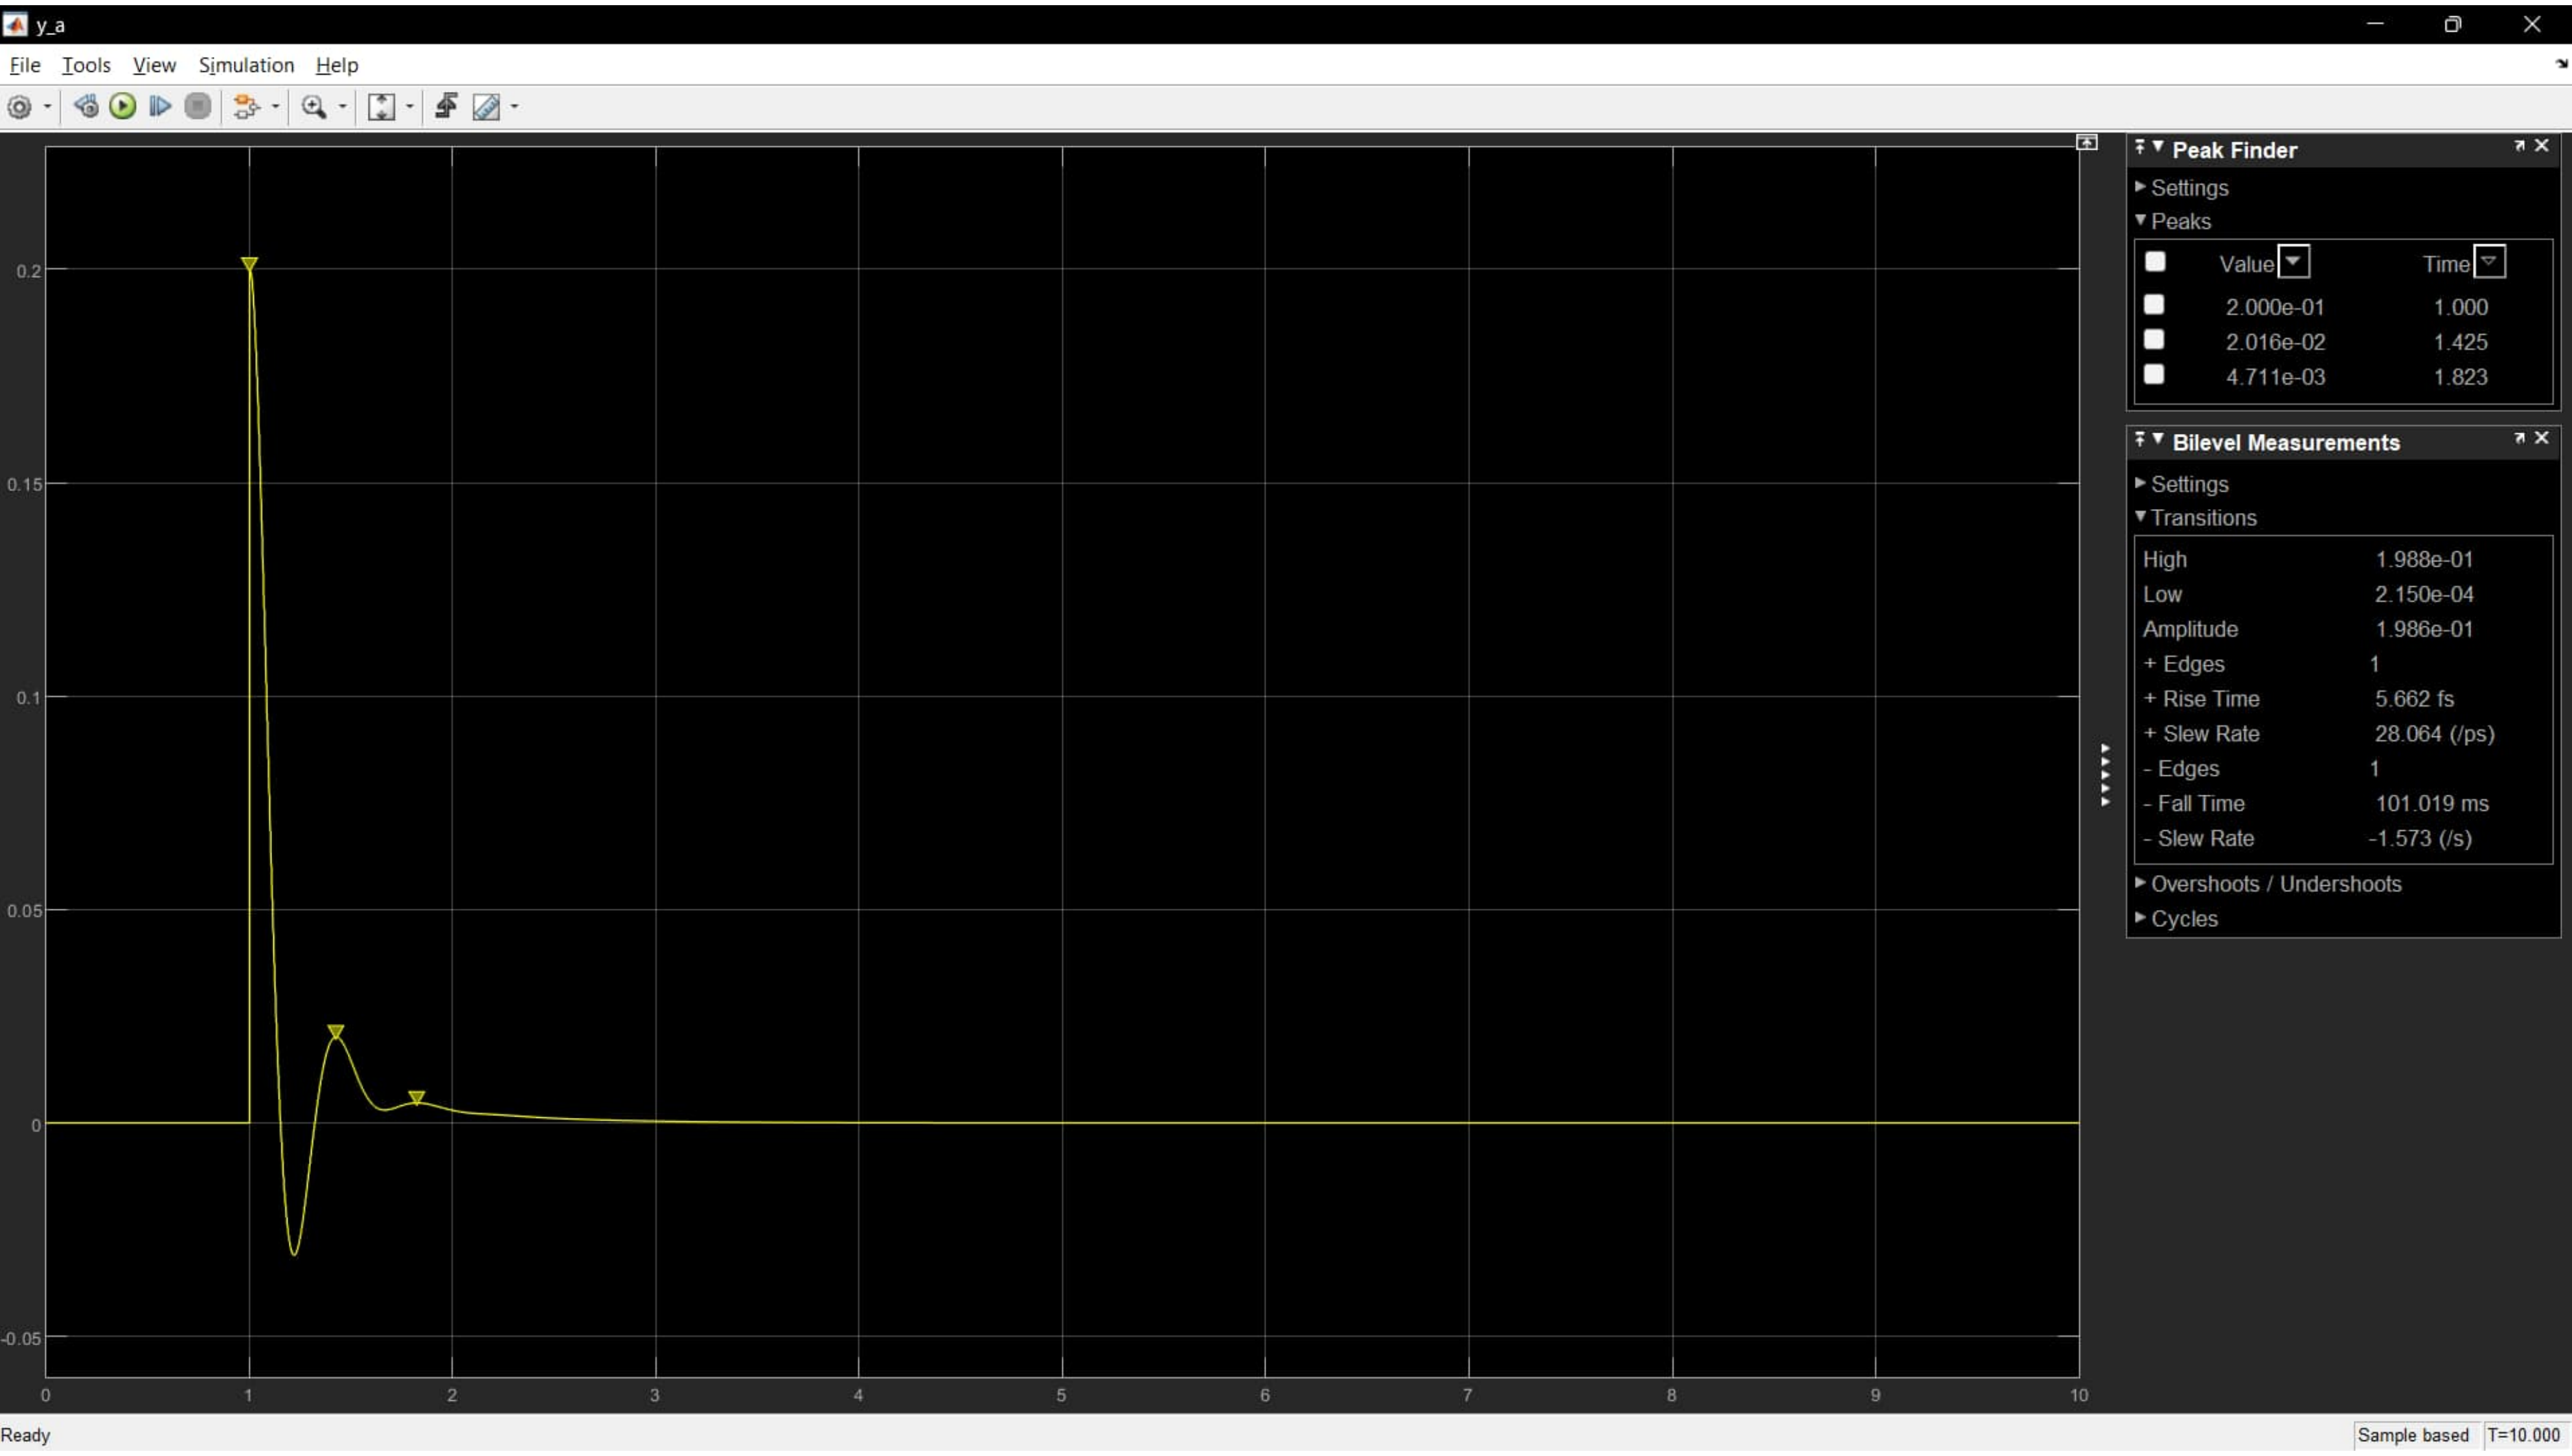 y_a
File Tools View Simulation Help
0.2
0.15
0.1
0.05
0
-0.05
0 1 2 3 4 5 6 7 8 9 10
Peak Finder
Settings
Peaks
Value Time
2.000e-01 1.000
2.016e-02 1.425
4.711e-03 1.823
Bilevel Measurements
Settings
Transitions
High 1.988e-01
Low 2.150e-04
Amplitude 1.986e-01
+ Edges 1
+ Rise Time 5.662 fs
+ Slew Rate 28.064 (/ps)
- Edges 1
- Fall Time 101.019 ms
- Slew Rate -1.573 (/s)
Overshoots / Undershoots
Cycles
Ready Sample based T=10.000